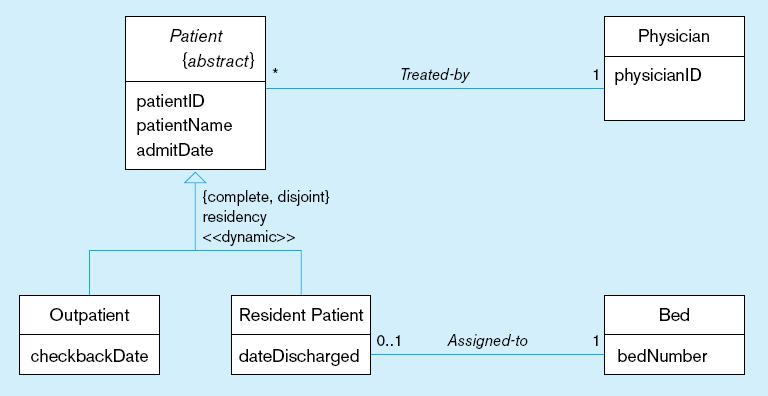 Patient
{abstract}
patientID
patientName
admitDate
*
Treated-by
1
Physician
physicianID
{complete, disjoint}
residency
<<dynamic>>
Outpatient
checkbackDate
Resident Patient
dateDischarged
0..1
Assigned-to
1
Bed
bedNumber